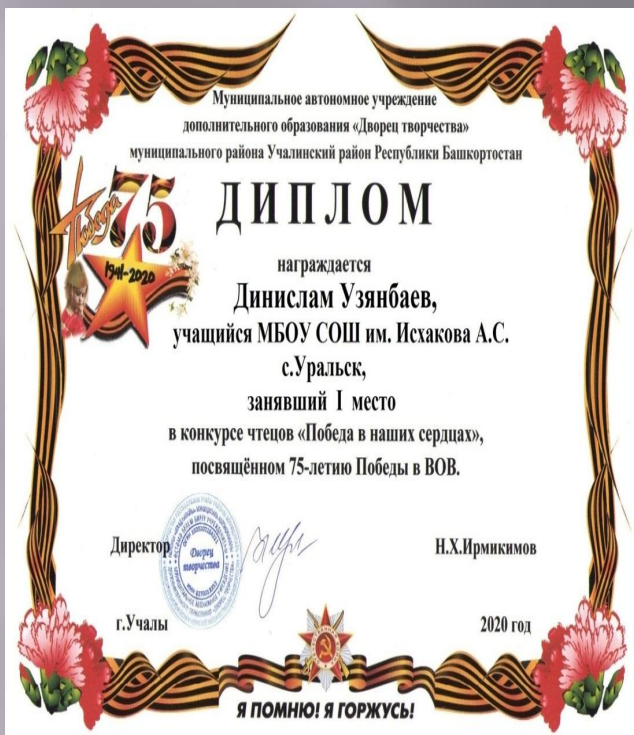 Муниципальное автономное учреждение
дополнительного образования «Дворец творчества»
муниципального района Учалинский район Республики Башкортостан
ДИПЛОМ
Победа
75
1941-2020
награждается
Динислам Узянбаев,
учащийся МБОУ СОШ им. Исхакова А.С.
с.Уральск,
занявший I место
в конкурсе чтецов «Победа в наших сердцах»,
посвящённом 75-летию Победы в ВОВ.
Директор
Дворец
творчества
Н.Х.Ирмикимов
г.Учалы
2020 год
Я ПОМНЮ! Я ГОРЖУСЬ!